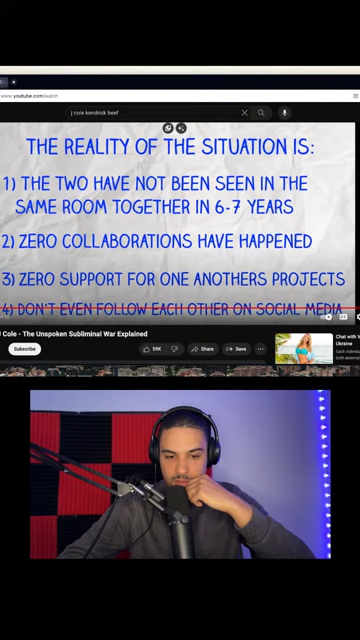 www.youtube.com/watch
j cole kendrick beef
THE REALITY OF THE SITUATION IS:
1) THE TWO HAVE NOT BEEN SEEN IN THE
SAME ROOM TOGETHER IN 6-7 YEARS
2) ZERO COLLABORATIONS HAVE HAPPENED
3) ZERO SUPPORT FOR ONE ANOTHERS PROJECTS
4) DON'T EVEN FOLLOW EACH OTHER ON SOCIAL MEDIA
Cole - The Unspoken Subliminal War Explained
Subscribe
59K
Share
Save
Chat with
Ukraine
Each